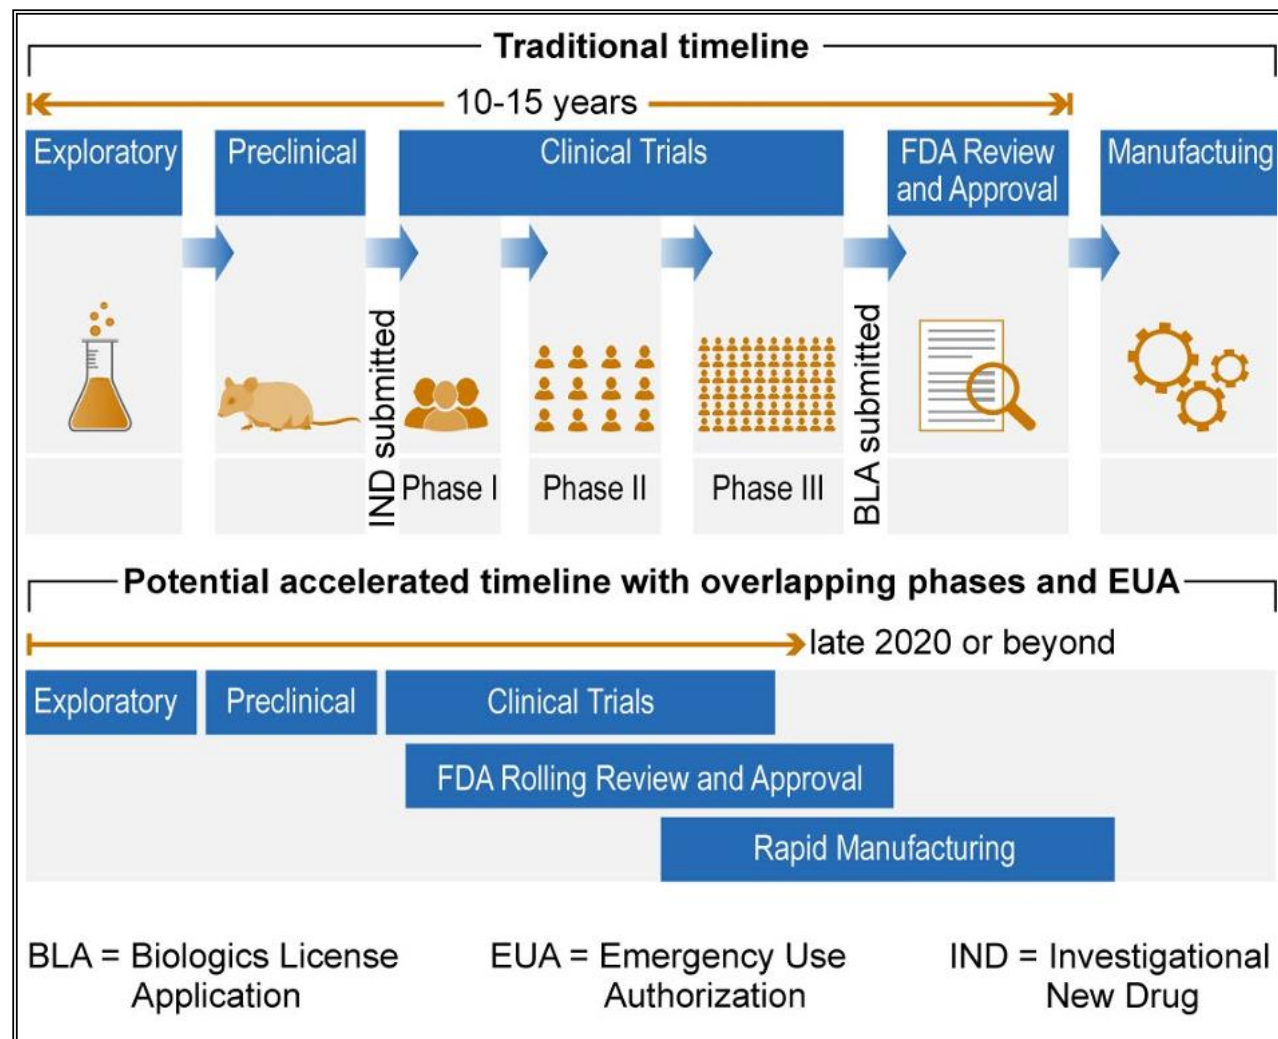 Traditional timeline
10-15 years
Exploratory
Preclinical
Clinical Trials
FDA Review
and Approval
Manufactuing
IND submitted
BLA submitted
Phase I
Phase II
Phase III
Potential accelerated timeline with overlapping phases and EUA
late 2020 or beyond
Exploratory
Preclinical
Clinical Trials
FDA Rolling Review and Approval
Rapid Manufacturing
BLA = Biologics License
Application
EUA = Emergency Use
Authorization
IND = Investigational
New Drug